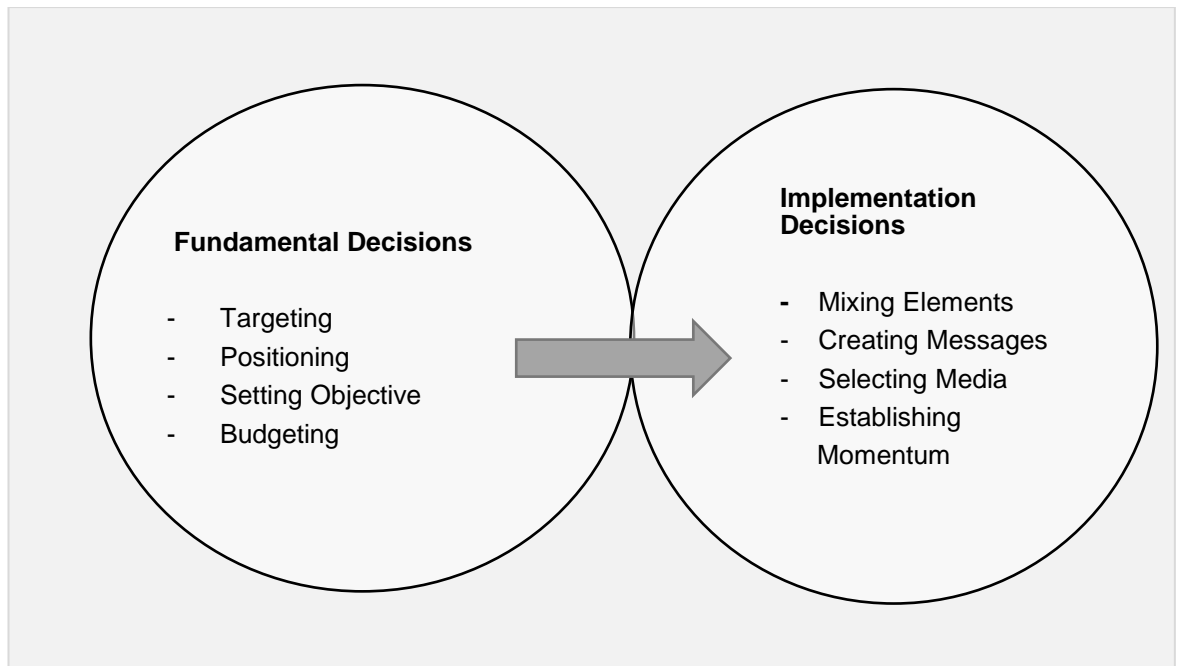 Fundamental Decisions
- Targeting
- Positioning
- Setting Objective
- Budgeting
Implementation
Decisions
- Mixing Elements
- Creating Messages
- Selecting Media
- Establishing
Momentum